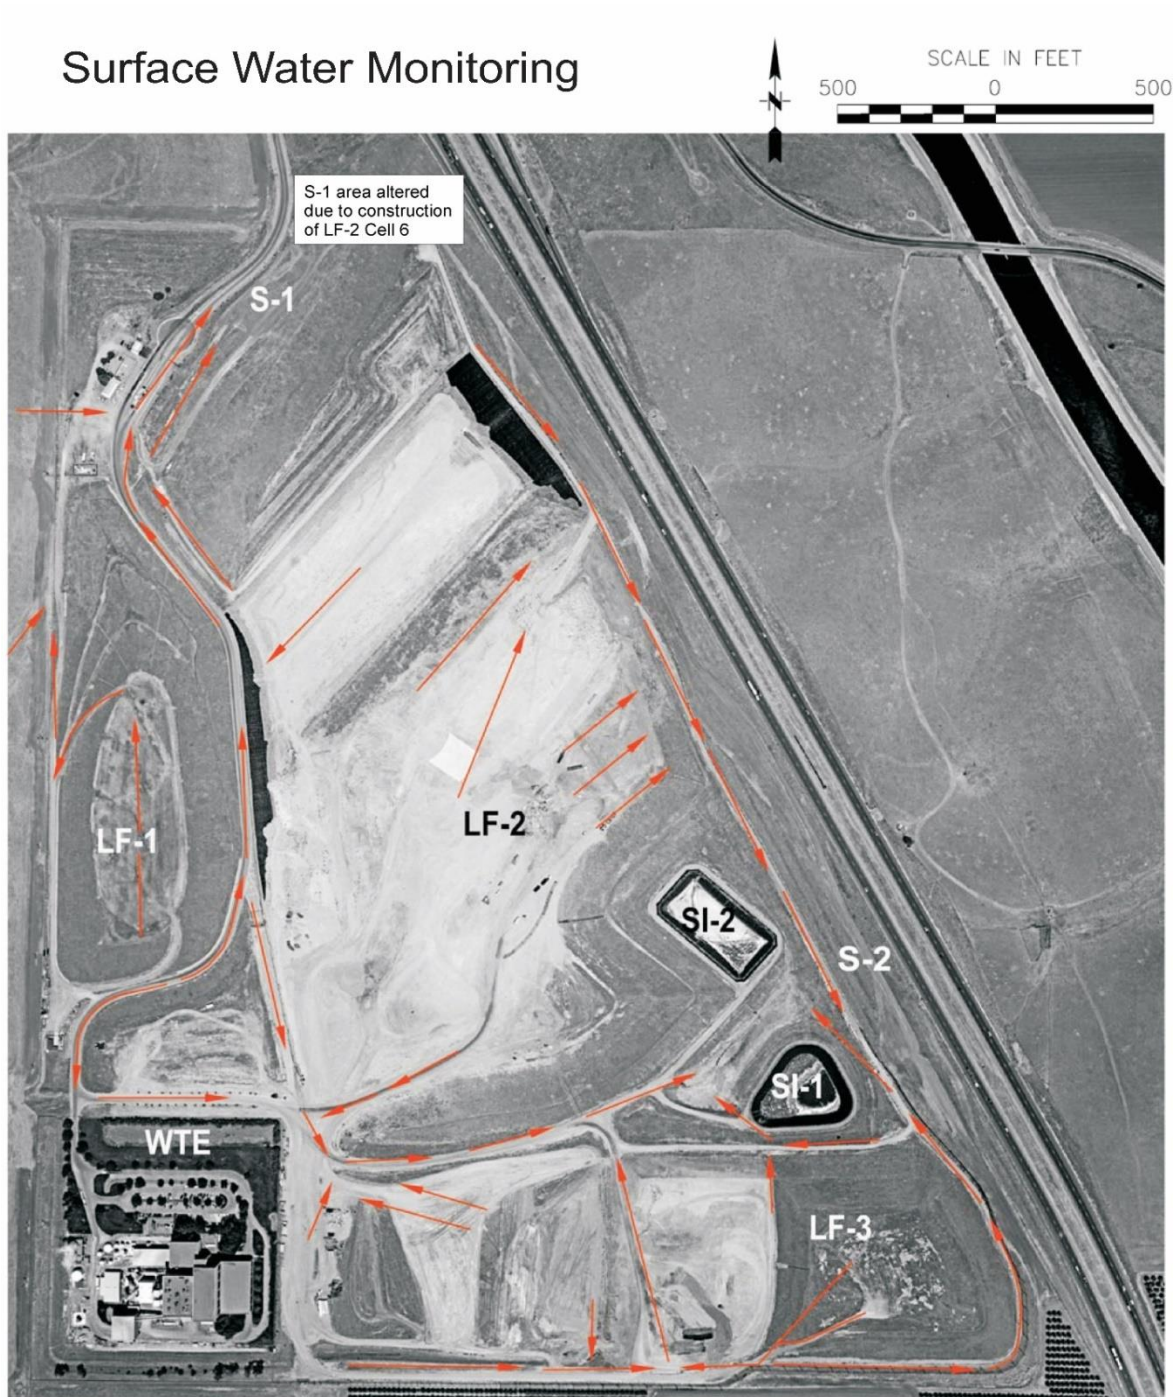 Surface Water Monitoring
N
SCALE IN FEET
500 0 500
S-1 area altered
due to construction
of LF-2 Cell 6
S-1
LF-2
LF-1
SI-2
S-2
SI-1
WTE
LF-3